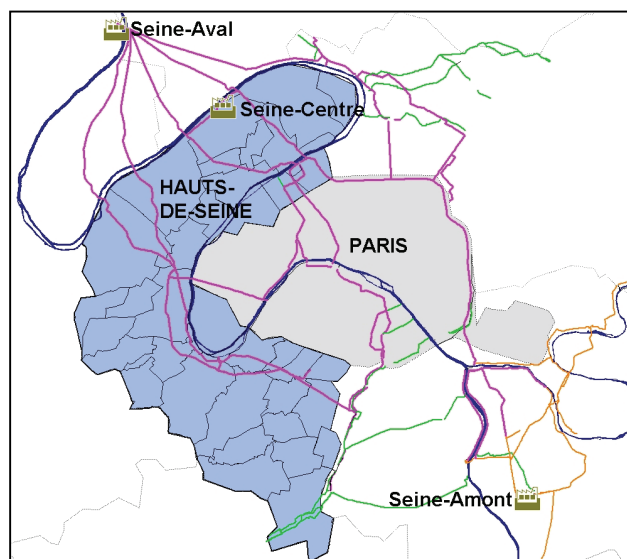 Seine-Aval
Seine-Centre
HAUTS-
DE-SEINE
PARIS
Seine-Amont